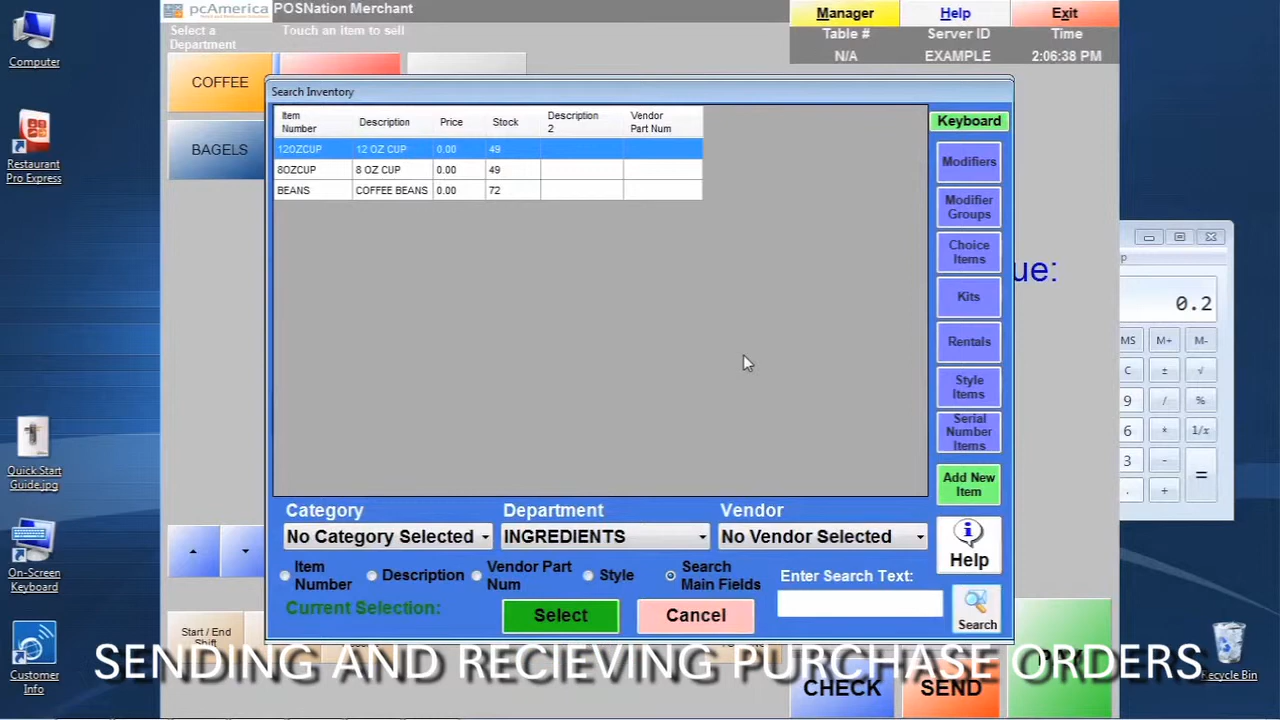 Computer
Restaurant
Pro Express
Quick Start
Guide.jpg
On-Screen
Keyboard
Customer
Info
pcAmerica
POSNation Merchant
Select a
Department
Touch an item to sell
Manager
Help
Exit
Table #
Server ID
Time
N/A
EXAMPLE
2:06:38 PM
COFFEE
BAGELS
Search Inventory
Item
Number
Description
Price
Stock
Description
2
Vendor
Part Num
12OZCUP 12 OZ CUP 0.00 49
8OZCUP 8 OZ CUP 0.00 49
BEANS COFFEE BEANS 0.00 72
Keyboard
Modifiers
Modifier
Groups
Choice
Items
Kits
Rentals
Style
Items
Serial
Number
Items
Add New
Item
Help
Category
Department
Vendor
No Category Selected
INGREDIENTS
No Vendor Selected
Item
Number
Description
Vendor Part
Num
Style
Search
Main Fields
Enter Search Text:
Current Selection:
Select
Cancel
Search
ue:
0.2
MS M+ M-
C ± √
9 / %
6 * 1/x
3 - =
. +
Start / End
Shift
SENDING AND RECIEVING PURCHASE ORDERS
CHECK
SEND
Recycle Bin